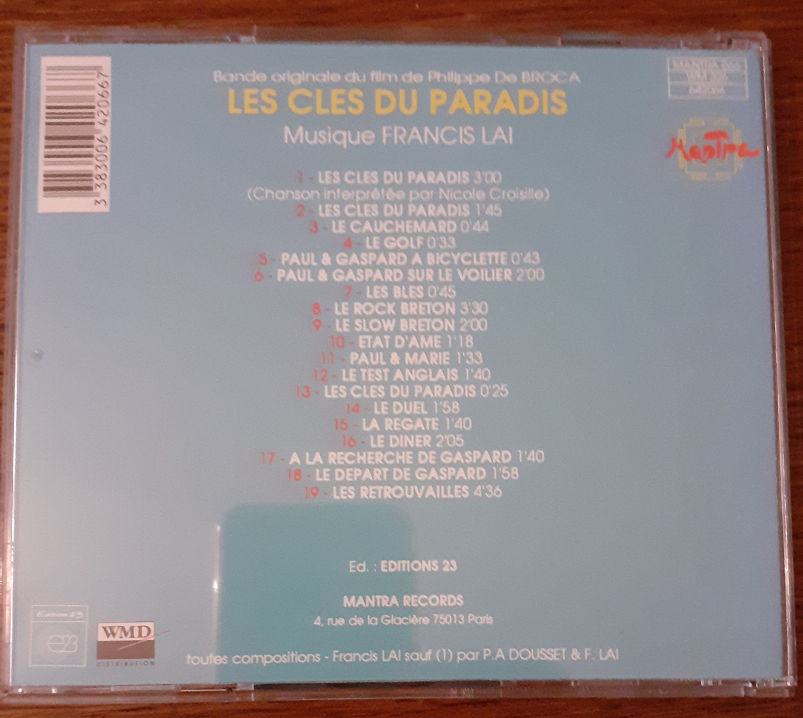 Bande originale du film de Philippe De BROCA
LES CLES DU PARADIS
Musique FRANCIS LAI
MANTRA 066
642066
Mantra
3 383006 420667
1 - LES CLES DU PARADIS 3'00
(Chanson interprétée par Nicole Croisille)
2 - LES CLES DU PARADIS 1'45
3 - LE CAUCHEMARD 0'44
4 - LE GOLF 0'33
5 - PAUL & GASPARD A BICYCLETTE 0'43
6 - PAUL & GASPARD SUR LE VOILIER 2'00
7 - LES BLES 0'45
8 - LE ROCK BRETON 3'30
9 - LE SLOW BRETON 2'00
10 - ETAT D'AME 1'18
11 - PAUL & MARIE 1'33
12 - LE TEST ANGLAIS 1'40
13 - LES CLES DU PARADIS 0'25
14 - LE DUEL 1'58
15 - LA REGATE 1'40
16 - LE DINER 2'05
17 - A LA RECHERCHE DE GASPARD 1'40
18 - LE DEPART DE GASPARD 1'58
19 - LES RETROUVAILLES 4'36
Ed. : EDITIONS 23
MANTRA RECORDS
4, rue de la Glacière 75013 Paris
Edition 23
e23
WMD
DISTRIBUTION
toutes compositions - Francis LAI sauf (1) par P.A DOUSSET & F. LAI